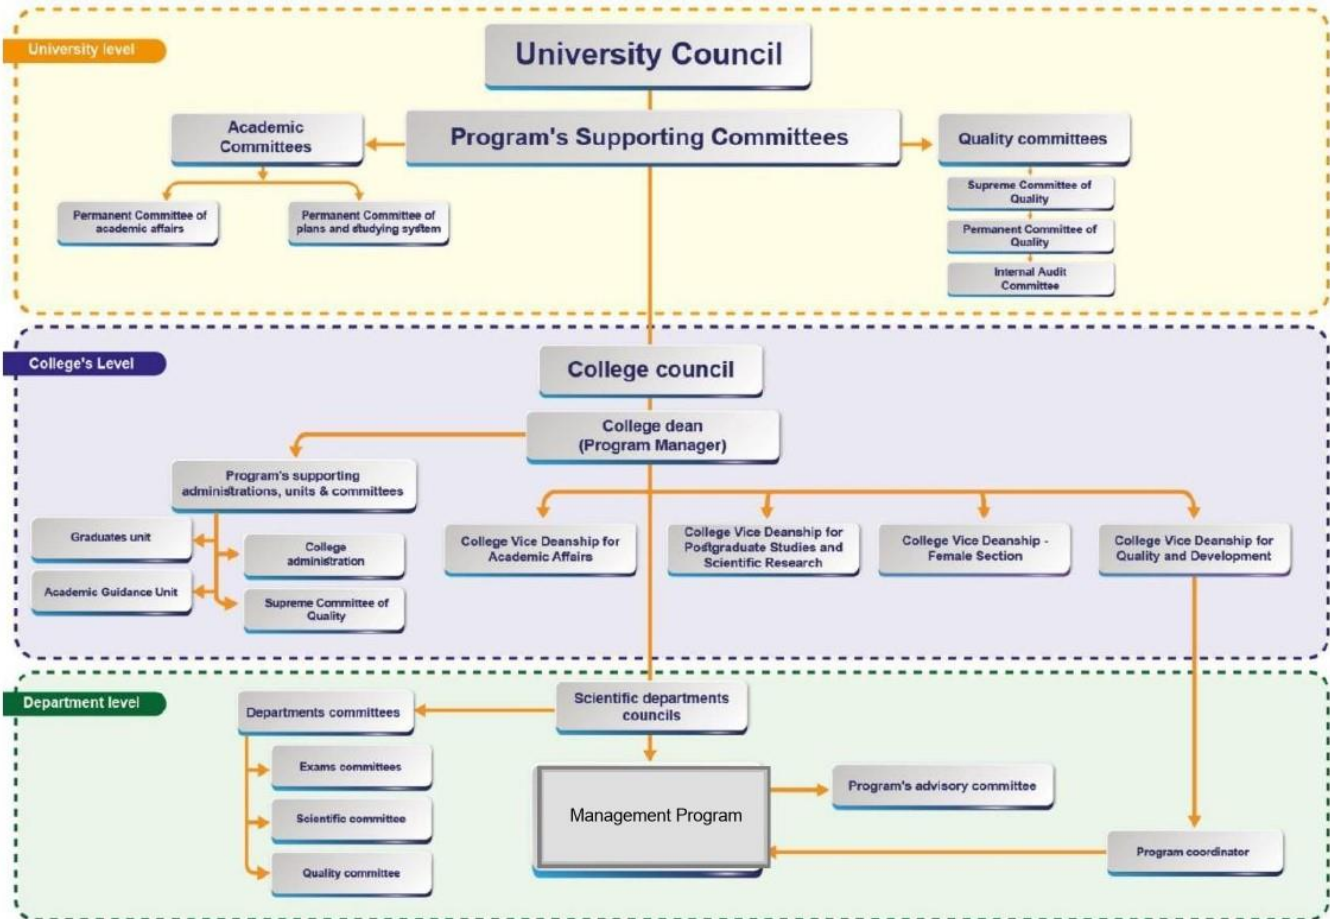 University level
University Council
Academic
Committees
Program's Supporting Committees
Quality committees
Permanent Committee of
academic affairs
Permanent Committee of
plans and studying system
Supreme Committee of
Quality
Permanent Committee of
Quality
Internal Audit
Committee
College's Level
College council
College dean
(Program Manager)
Program's supporting
administrations, units & committees
Graduates unit
College
administration
Academic Guidance Unit
Supreme Committee of
Quality
College Vice Deanship for
Academic Affairs
College Vice Deanship for
Postgraduate Studies and
Scientific Research
College Vice Deanship -
Female Section
College Vice Deanship for
Quality and Development
Department level
Departments committees
Scientific departments
councils
Exams committees
Scientific committee
Quality committee
Management Program
Program's advisory committee
Program coordinator